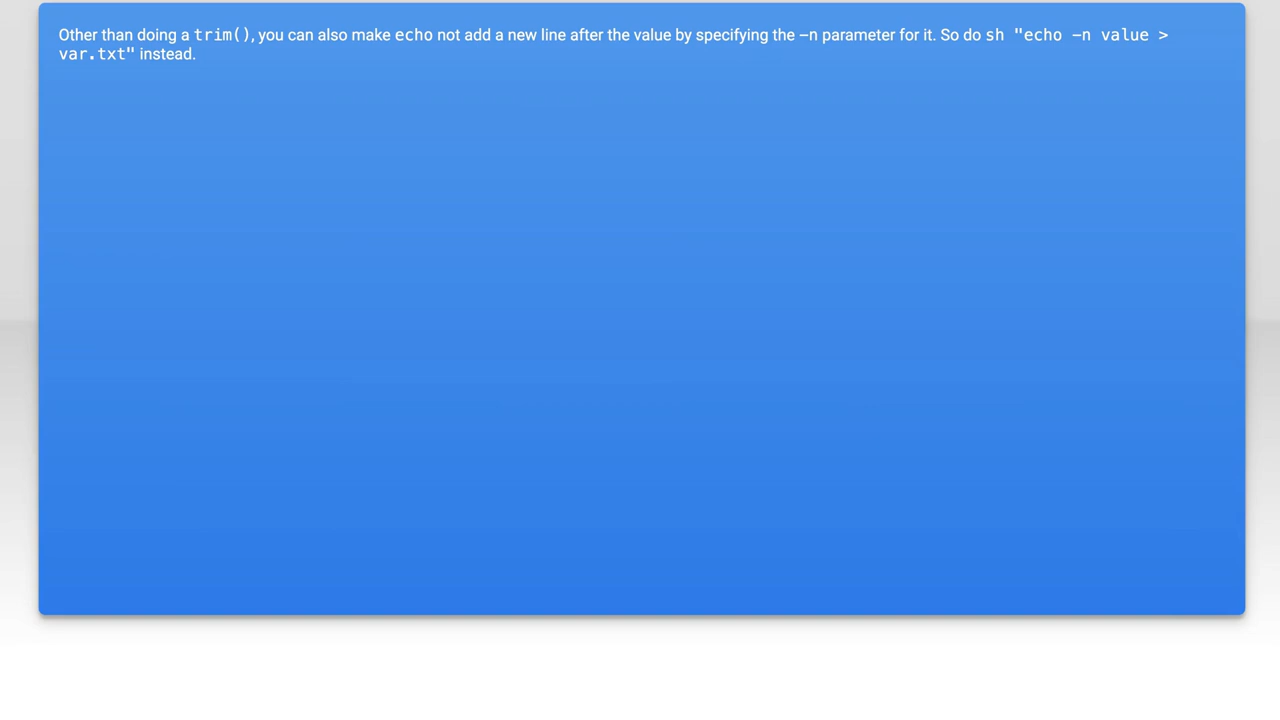 Other than doing a trim(), you can also make echo not add a new line after the value by specifying the –n parameter for it. So do sh "echo –n value >
var.txt" instead.